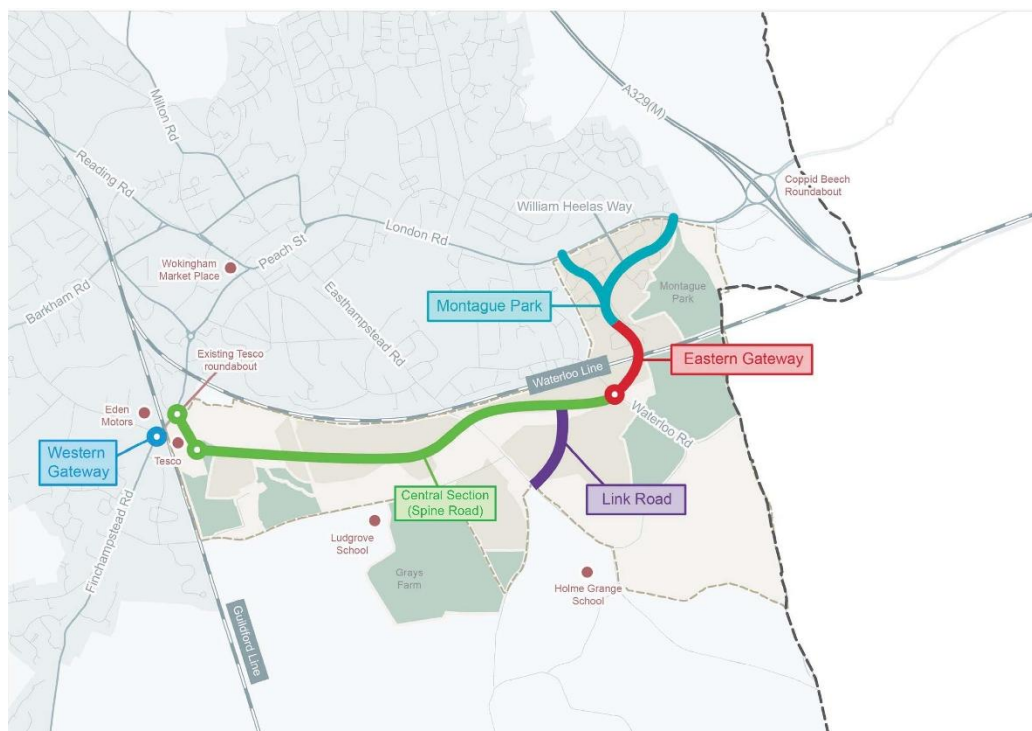 Milton Rd
Reading Rd
A329(M)
Coppid Beech
Roundabout
William Heelas Way
London Rd
Peach St
Wokingham
Market Place
Barkham Rd
Easthampstead Rd
Montague
Park
Montague Park
Existing Tesco
roundabout
Eastern Gateway
Waterloo Line
Eden
Motors
Waterloo Rd
Western
Gateway
Tesco
Central Section
(Spine Road)
Link Road
Finchampstead Rd
Ludgrove
School
Grays
Farm
Holme Grange
School
Guildford Line